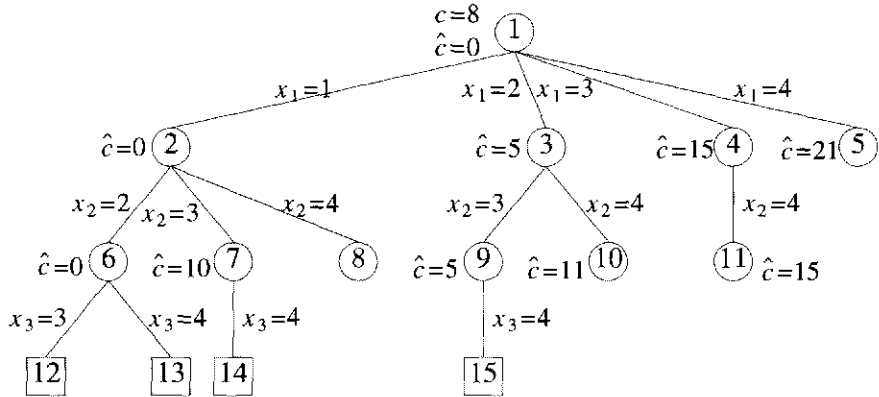 c=8
ĉ=0 1
x1=1 x1=2 x1=3 x1=4
ĉ=0 2 ĉ=5 3 ĉ=15 4 ĉ=21 5
x2=2 x2=3 x2=4 x2=3 x2=4 x2=4
ĉ=0 6 ĉ=10 7 8 ĉ=5 9 ĉ=11 10 11 ĉ=15
x3=3 x3=4 x3=4 x3=4
12 13 14 15